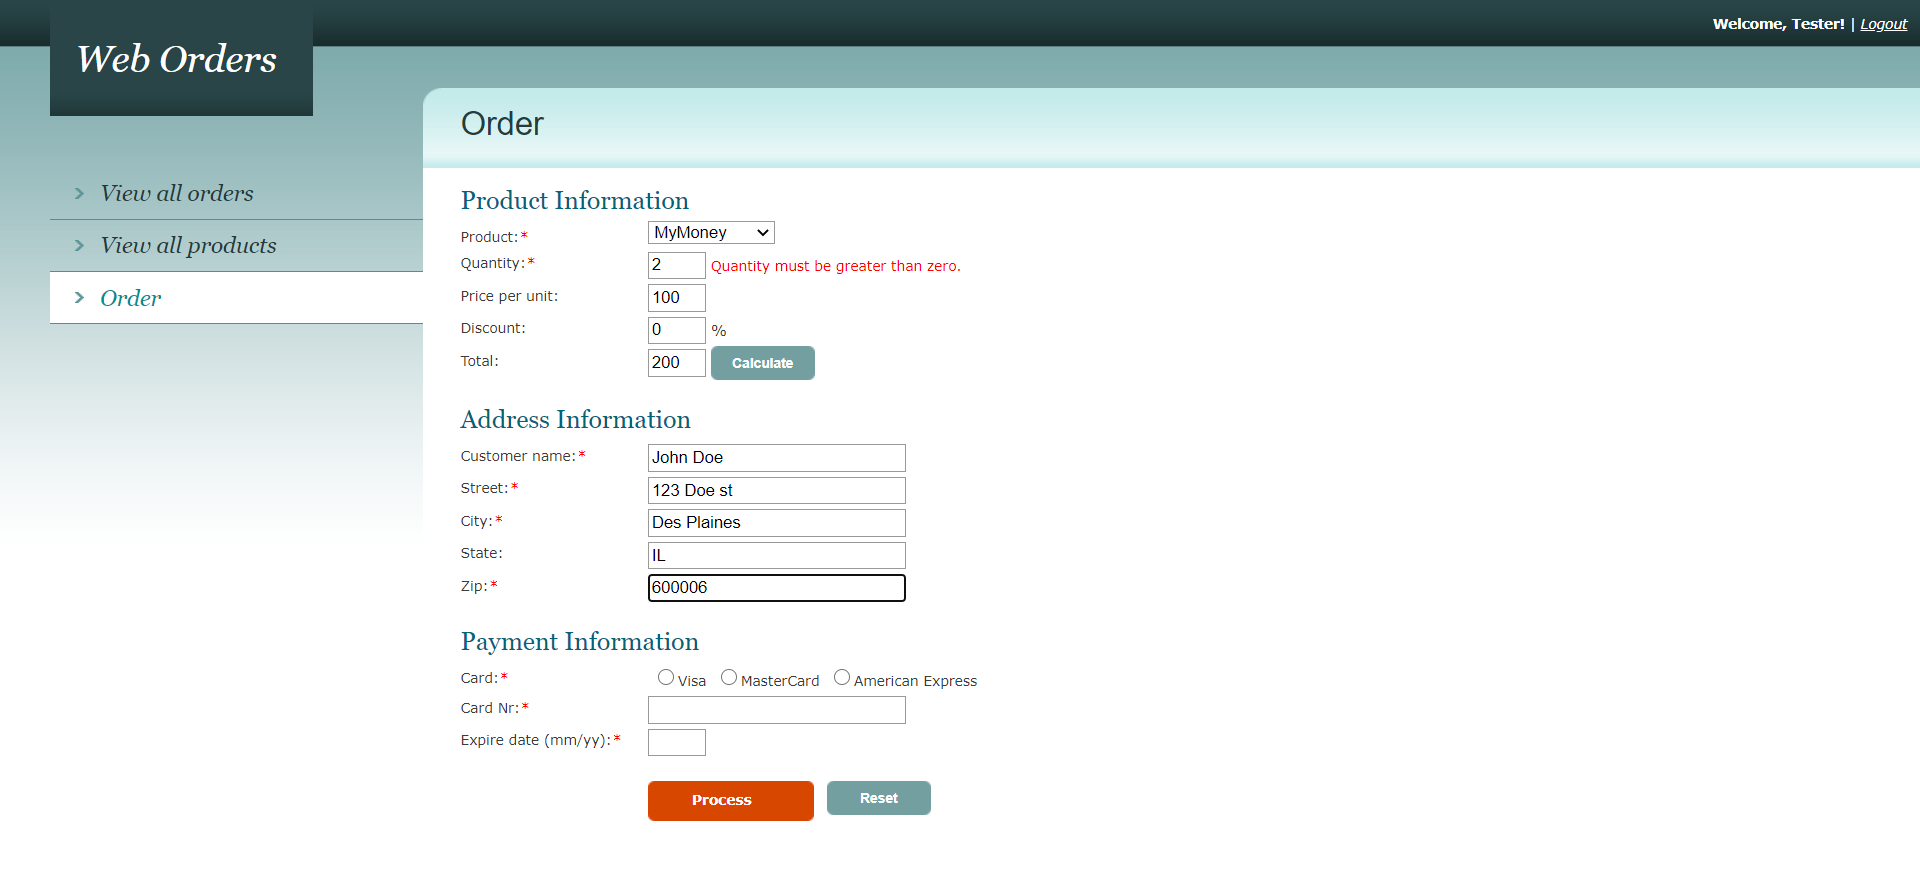 Welcome, Tester! | Logout
Web Orders
View all orders
View all products
Order
Order
Product Information
Product:* MyMoney
Quantity:* 2 Quantity must be greater than zero.
Price per unit: 100
Discount: 0 %
Total: 200 Calculate
Address Information
Customer name:* John Doe
Street:* 123 Doe st
City:* Des Plaines
State: IL
Zip:* 600006
Payment Information
Card:* Visa MasterCard American Express
Card Nr:*
Expire date (mm/yy):*
Process Reset